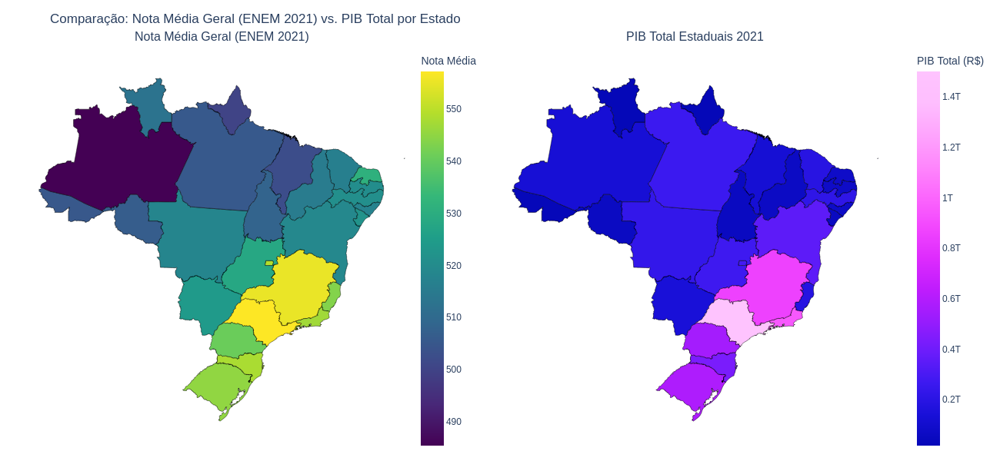 Comparação: Nota Média Geral (ENEM 2021) vs. PIB Total por Estado
Nota Média Geral (ENEM 2021)
PIB Total Estaduais 2021
Nota Média
550
540
530
520
510
500
490
PIB Total (R$)
1.4T
1.2T
1T
0.8T
0.6T
0.4T
0.2T